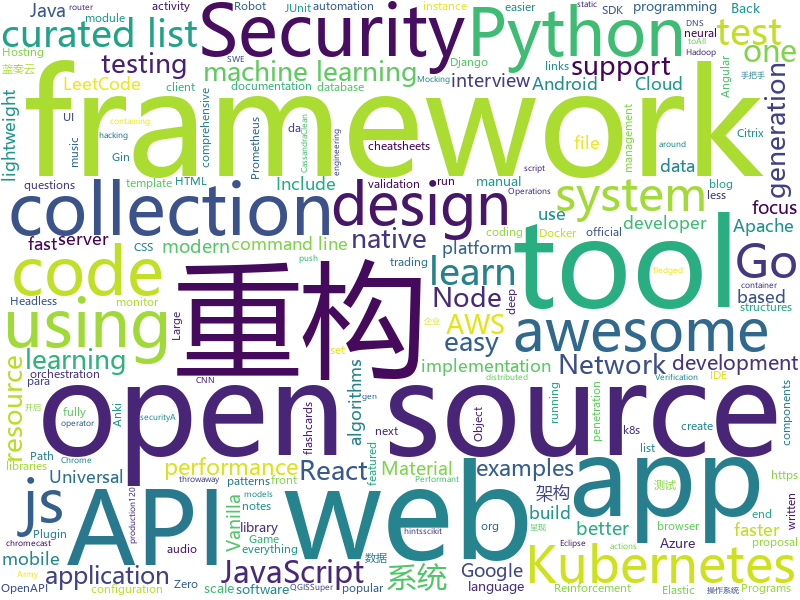 Java
module
activity
Robot
JUnit
automation
instance
easier
SDK
programming
static
router
Hosting
curated list
Security
Python
Back
DNS
neural
toAll
Hadoop
蓝奕云
testing
client
SWE
Django
Mocking
links
test
one
手把手
LeetCode
machine learning
support
interview
documentation
database
Android
Cloud
Angular
lightweight
UI
music
hacking
containing
Gin
framework
comprehensive
Prometheus
da
cheatsheets
CassandraClean
engineering
file
management
around
script
data
Citrix
generation
questions
template
HTML
audio
validation
run
manual
Include
Operations
blog
less
focus
collection
design
system
fast
server
CSS
modern
command line
native
use
developer
Apache
trading
push
platform
coding
Docker
official
code
重构
learn
tool
Go
fledged
container
based
structures
Headless
monitor
Large
Node
deep
using
AWS
easy
awesome
企业
set
resource
learning
orchestration
CNN
implementation
distributed
Network
development
Verification
IDE
para
开启
operator
Anki
fully
securityA
gen
open source
flashcards
algorithms
running
k8s
create
components
router
libraries
Path
Chrome
throwaway
models
performance
React
next
Object
penetration
list
Universal
js
API
web
app
featured
patterns
front
Vanilla
notes
library
Material
Performant
examples
https
written
chromecast
Plugin
org
架构
测试
end
production120
Game
everything
hintsscikit
build
better
browser
faster
mobile
application
JavaScript
系统
数据
Google
language
呈现
Azure
proposal
Kubernetes
OpenAPI
configuration
Army
Zero
scale
software
QGISSuper
popular
Eclipse
Reinforcement
actions
Elastic
操作系统
Programs